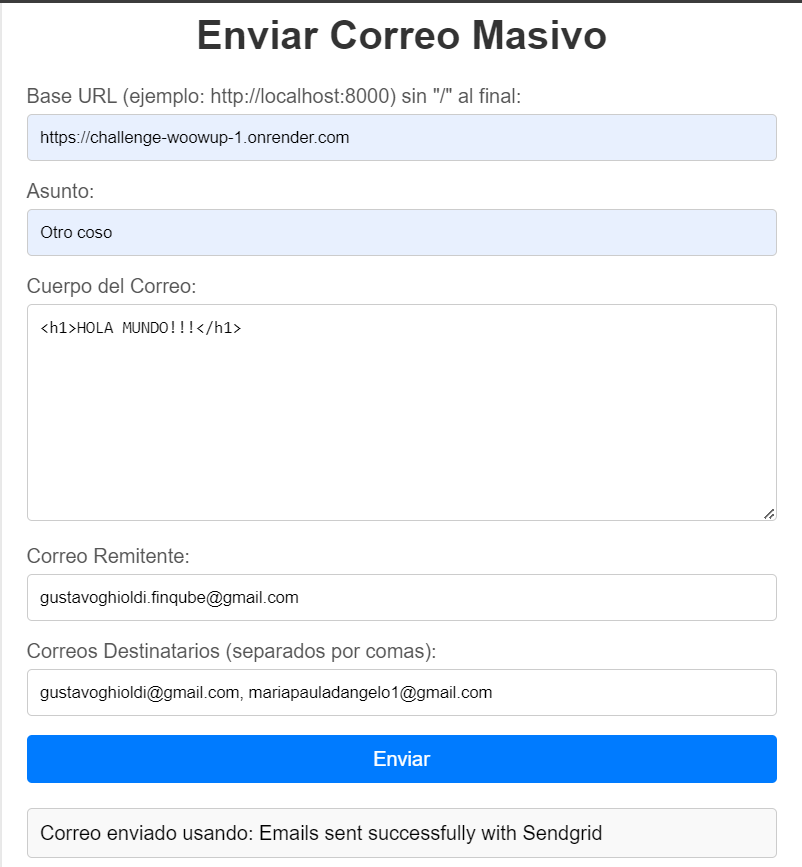 Enviar Correo Masivo
Base URL (ejemplo: http://localhost:8000) sin "/" al final:
https://challenge-woowup-1.onrender.com
Asunto:
Otro coso
Cuerpo del Correo:
<h1>HOLA MUNDO!!!</h1>
Correo Remitente:
gustavoghioldi.finqube@gmail.com
Correos Destinatarios (separados por comas):
gustavoghioldi@gmail.com, mariapauladangelo1@gmail.com
Enviar
Correo enviado usando: Emails sent successfully with Sendgrid